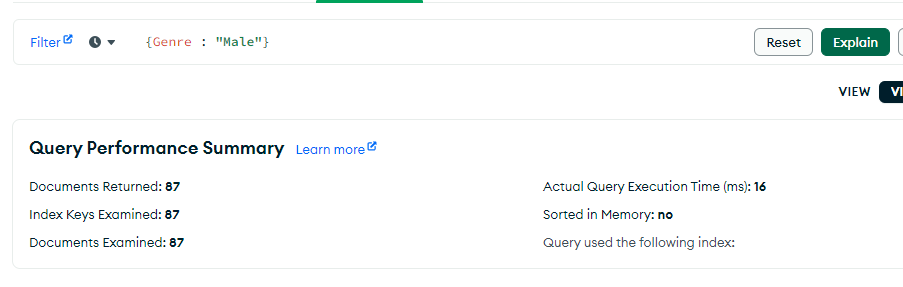 Filter {Genre : "Male"} Reset Explain
VIEW VI
Query Performance Summary Learn more
Documents Returned: 87 Actual Query Execution Time (ms): 16
Index Keys Examined: 87 Sorted in Memory: no
Documents Examined: 87 Query used the following index: